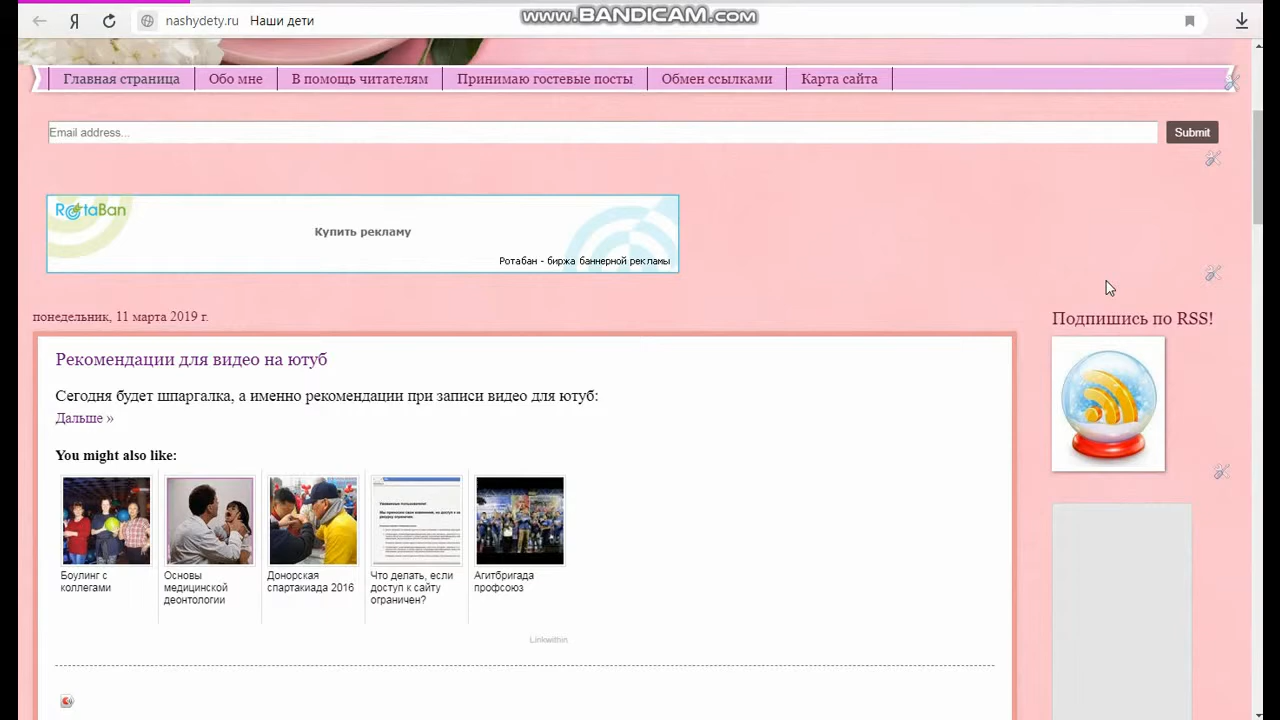 www.BANDICAM.com
Я nashydety.ru Наши дети
Главная страница Обо мне В помощь читателям Принимаю гостевые посты Обмен ссылками Карта сайта
Email address... Submit
RotaBan
Купить рекламу
Ротабан - биржа баннерной рекламы
понедельник, 11 марта 2019 г.
Подпишись по RSS!
Рекомендации для видео на ютуб
Сегодня будет шпаргалка, а именно рекомендации при записи видео для ютуб:
Дальше »
You might also like:
Боулинг с
коллегами
Основы
медицинской
деонтологии
Донорская
спартакиада 2016
Что делать, если
доступ к сайту
ограничен?
Агитбригада
профсоюз
Linkwithin